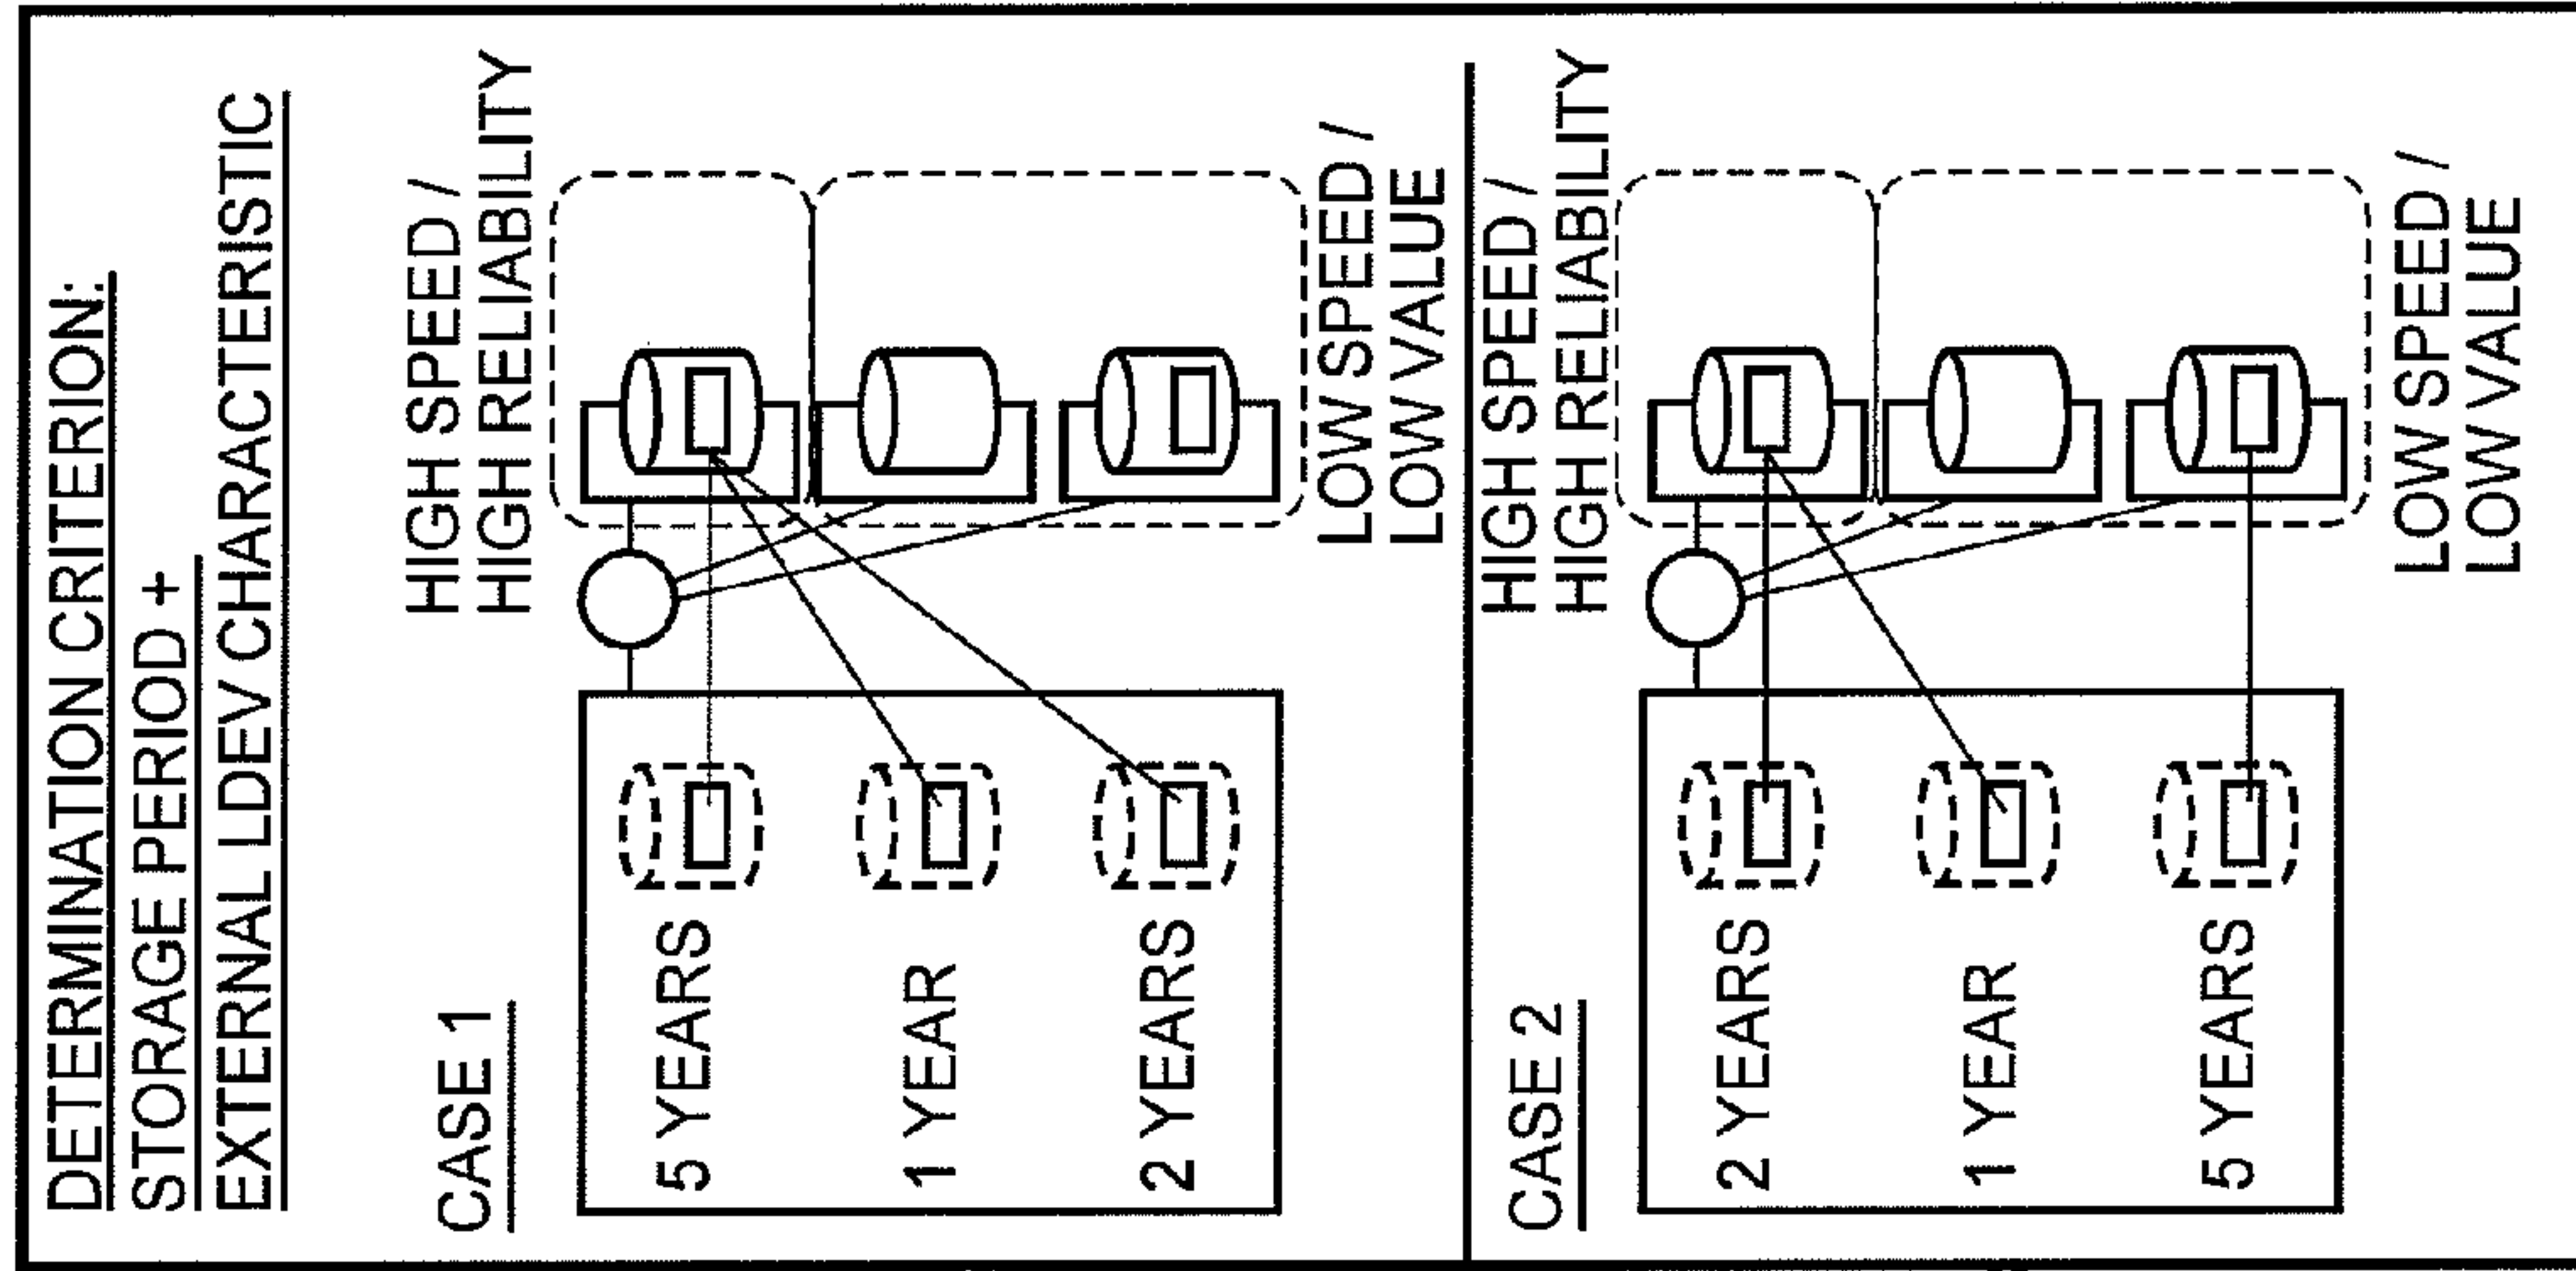 DETERMINATION CRITERION:
STORAGE PERIOD +
EXTERNAL LDEV CHARACTERISTIC
CASE 1
HIGH SPEED /
HIGH RELIABILITY
5 YEARS
1 YEAR
2 YEARS
LOW SPEED /
LOW VALUE
CASE 2
HIGH SPEED /
HIGH RELIABILITY
2 YEARS
1 YEAR
5 YEARS
LOW SPEED /
LOW VALUE